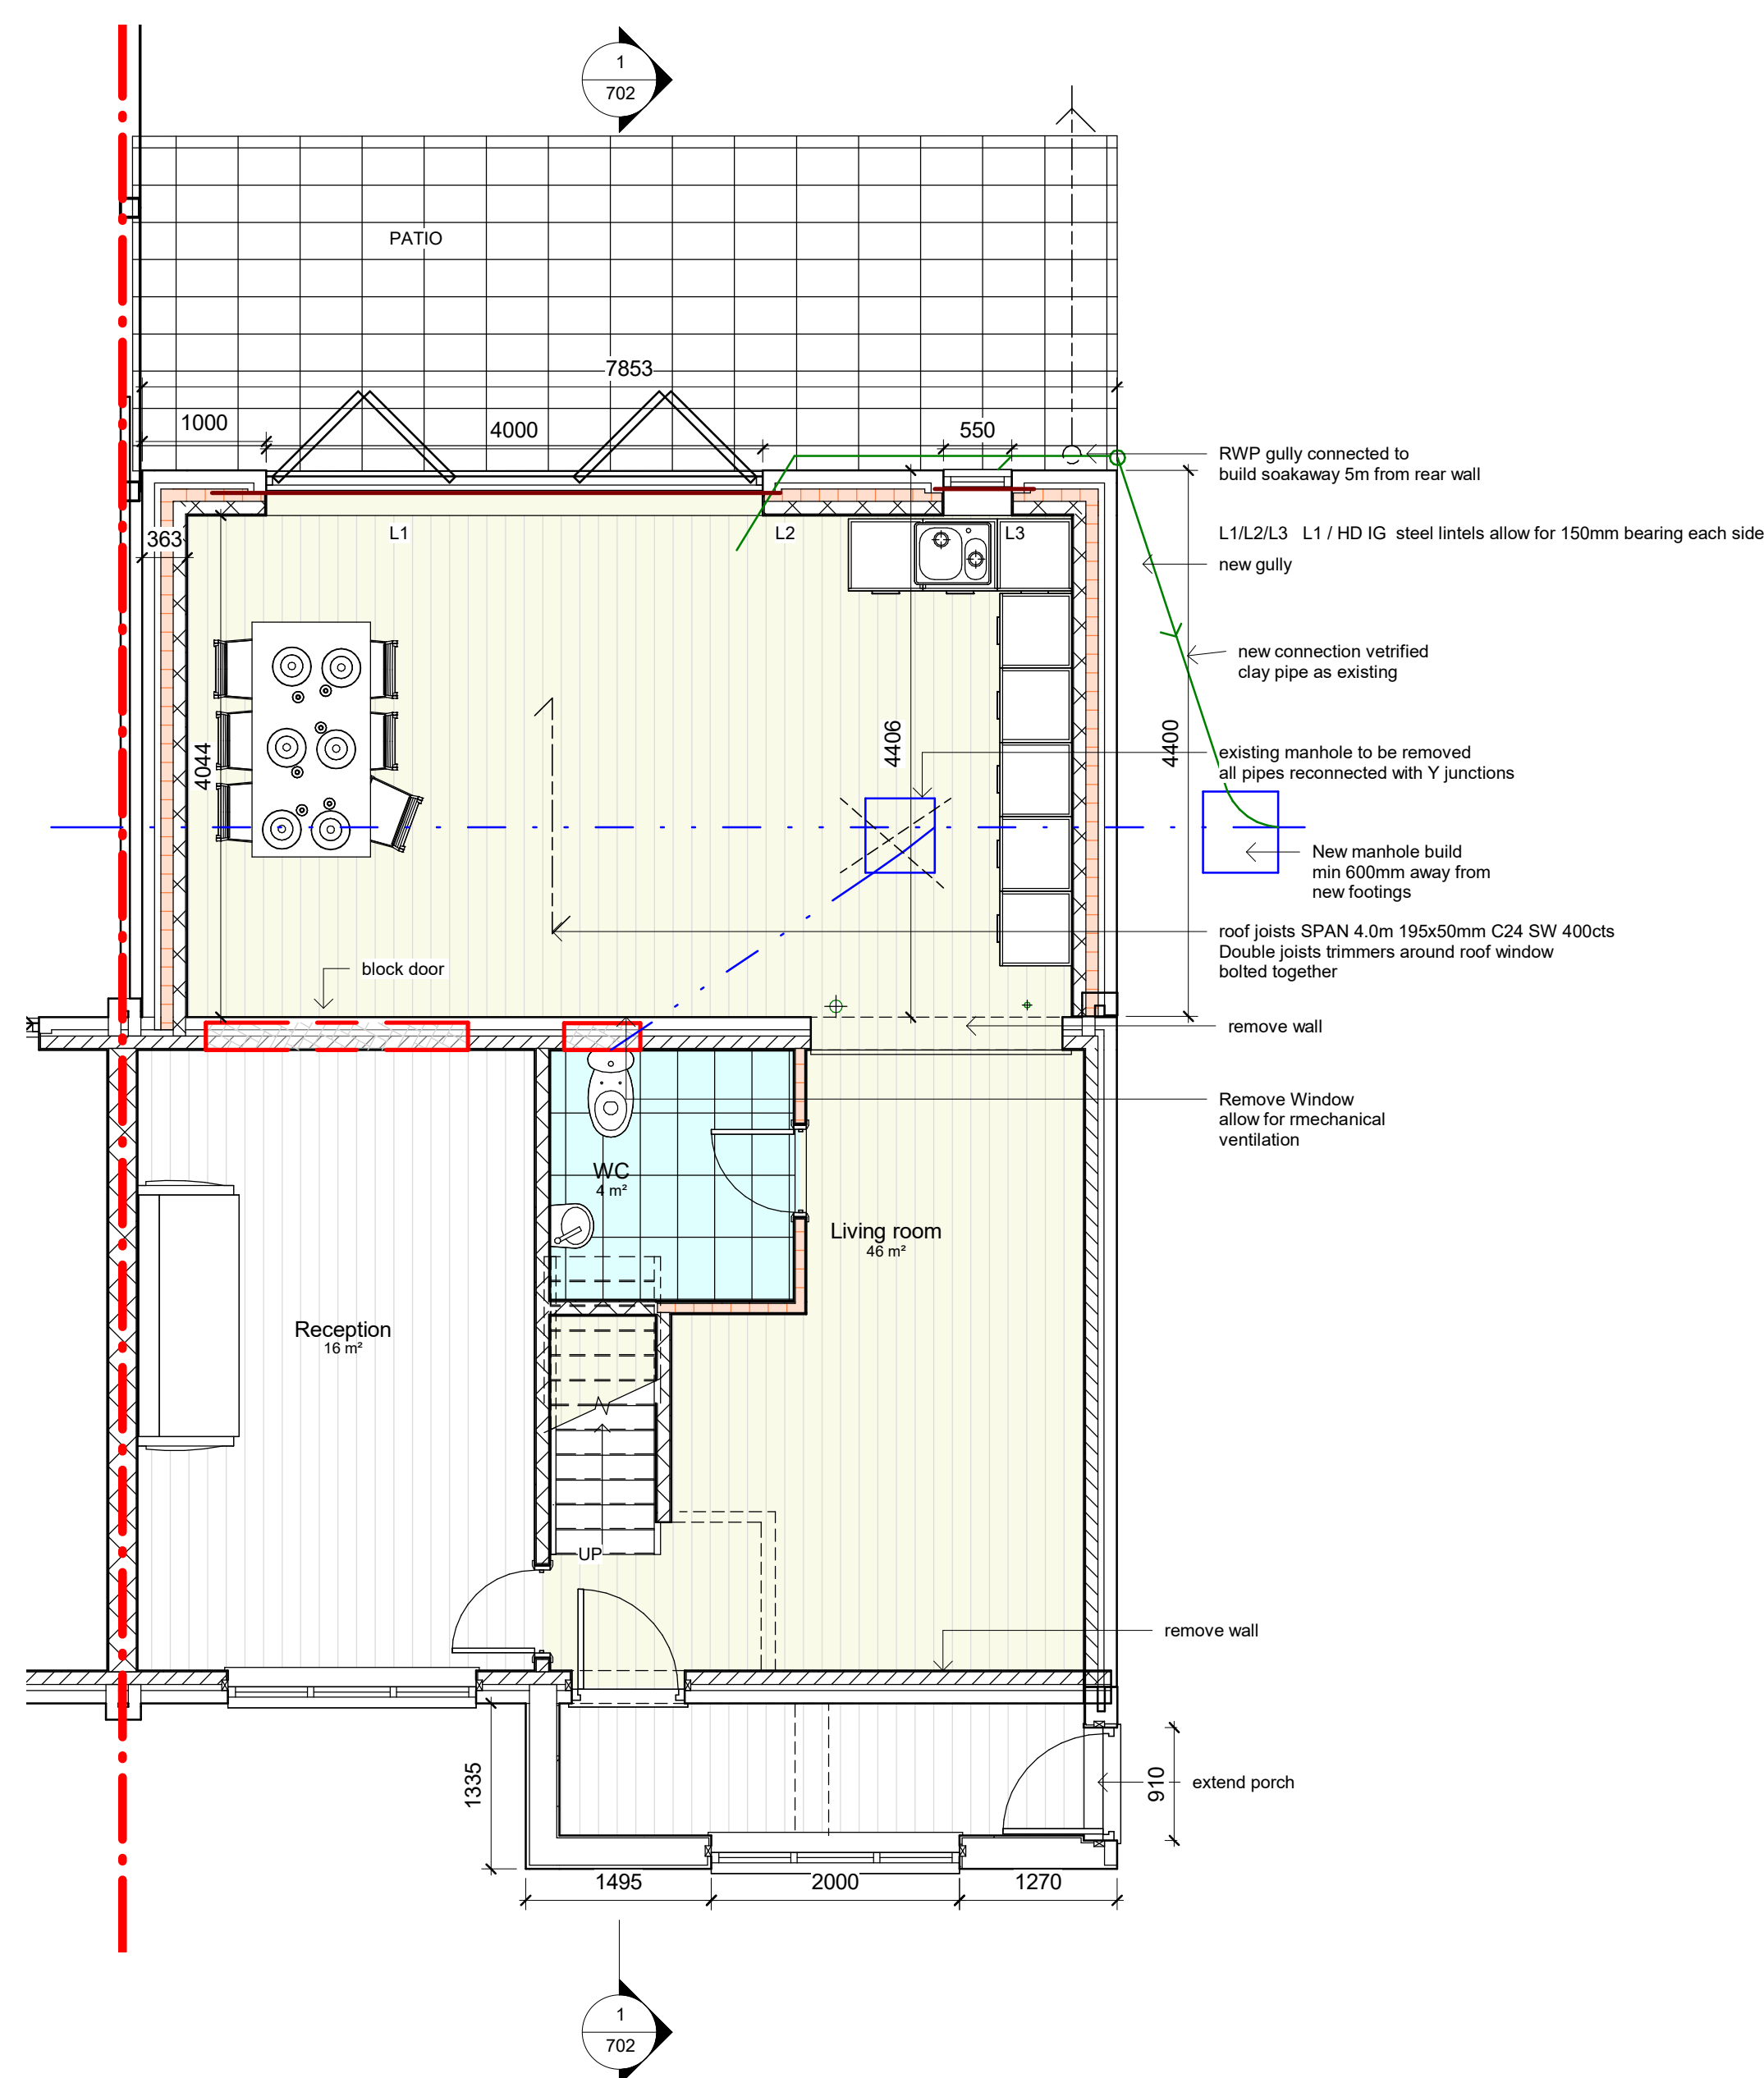 1
702
PATIO
7853
1000
4000
550
RWP gully connected to
build soakaway 5m from rear wall
363
L1
L2
L3
L1/L2/L3 L1 / HD IG steel lintels allow for 150mm bearing each side
new gully
new connection vetrified
clay pipe as existing
4044
4406
4400
existing manhole to be removed
all pipes reconnected with Y junctions
New manhole build
min 600mm away from
new footings
roof joists SPAN 4.0m 195x50mm C24 SW 400cts
Double joists trimmers around roof window
bolted together
block door
remove wall
Remove Window
allow for rmechanical
ventilation
WC
4 m²
Living room
46 m²
Reception
16 m²
UP
remove wall
1335
910
extend porch
1495
2000
1270
1
702